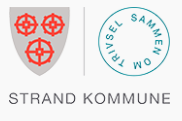 SAMMEN OM TRIVSEL
STRAND KOMMUNE